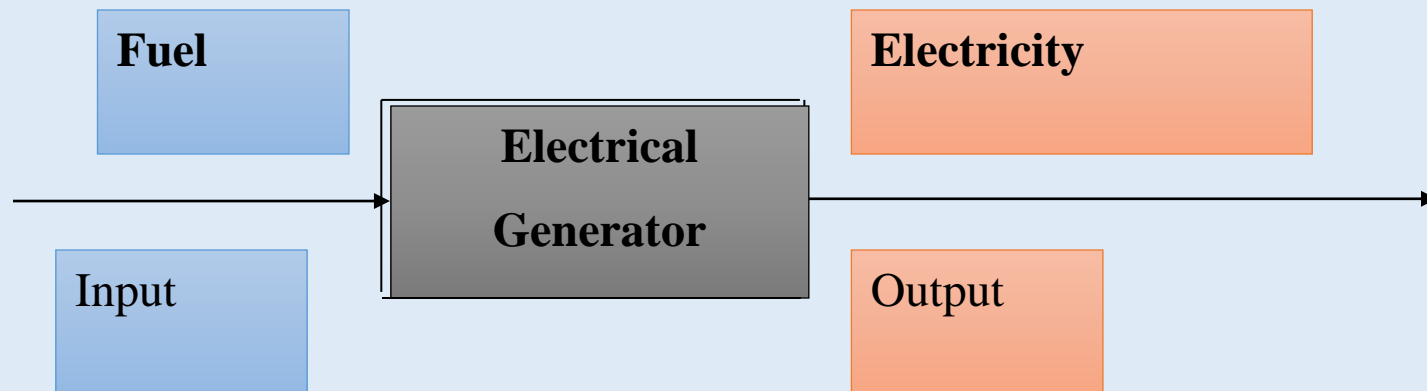 Fuel
Electricity
Electrical
Generator
Input
Output